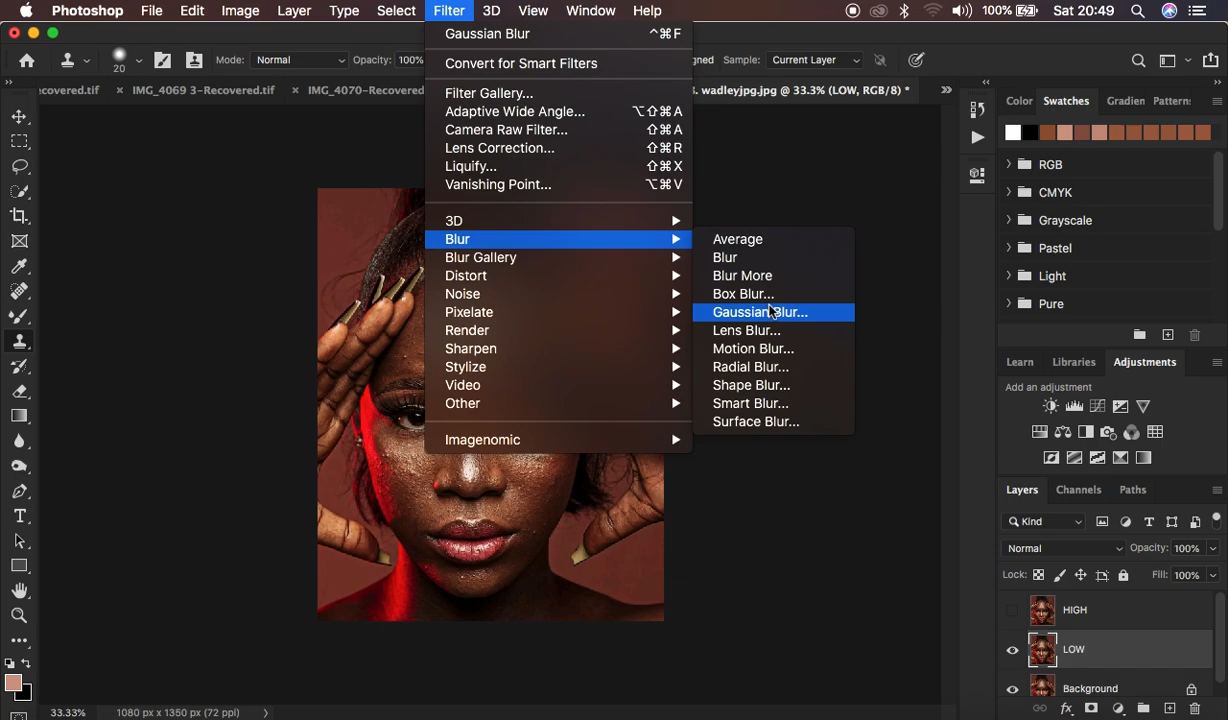 Photoshop File Edit Image Layer Type Select Filter 3D View Window Help 100% Sat 20:49
20 Mode: Normal Opacity: 100% gned Sample: Current Layer
ecovered.tif × IMG_4069 3-Recovered.tif × IMG_4070-Recovered wadleyjpg.jpg @ 33.3% (LOW, RGB/8) *
Gaussian Blur ^⌘F
Convert for Smart Filters
Filter Gallery...
Adaptive Wide Angle... ⌥⇧⌘A
Camera Raw Filter... ⇧⌘A
Lens Correction... ⇧⌘R
Liquify... ⇧⌘X
Vanishing Point... ⌥⌘V
3D
Blur
Blur Gallery
Distort
Noise
Pixelate
Render
Sharpen
Stylize
Video
Other
Imagenomic
Average
Blur
Blur More
Box Blur...
Gaussian Blur...
Lens Blur...
Motion Blur...
Radial Blur...
Shape Blur...
Smart Blur...
Surface Blur...
Color Swatches Gradien Patterns
RGB
CMYK
Grayscale
Pastel
Light
Pure
Learn Libraries Adjustments
Add an adjustment
Layers Channels Paths
Kind
Normal Opacity: 100%
Lock: Fill: 100%
HIGH
LOW
Background
33.33% 1080 px x 1350 px (72 ppi)